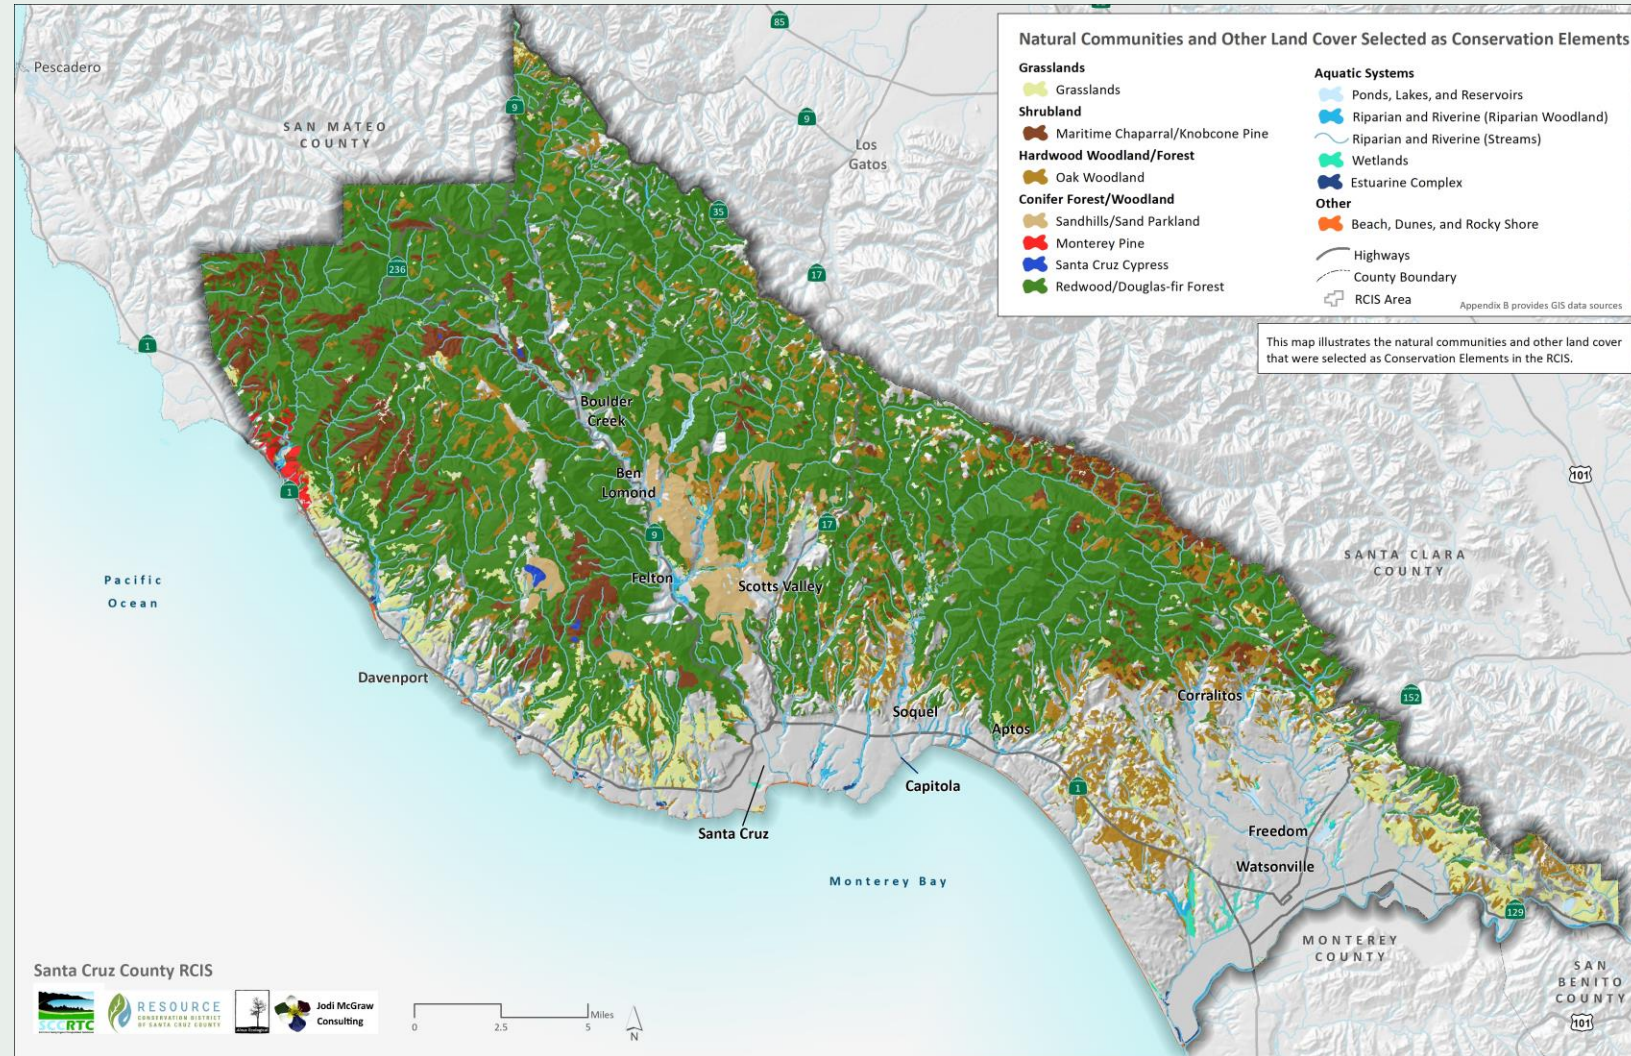 Natural Communities and Other Land Cover Selected as Conservation Elements
Grasslands
Grasslands
Shrubland
Maritime Chaparral/Knobcone Pine
Hardwood Woodland/Forest
Oak Woodland
Conifer Forest/Woodland
Sandhills/Sand Parkland
Monterey Pine
Santa Cruz Cypress
Redwood/Douglas-fir Forest
Aquatic Systems
Ponds, Lakes, and Reservoirs
Riparian and Riverine (Riparian Woodland)
Riparian and Riverine (Streams)
Wetlands
Estuarine Complex
Other
Beach, Dunes, and Rocky Shore
Highways
County Boundary
RCIS Area
Appendix B provides GIS data sources
This map illustrates the natural communities and other land cover
that were selected as Conservation Elements in the RCIS.
85
Pescadero
9
9
SAN MATEO
COUNTY
Los
Gatos
35
236
17
1
Boulder
Creek
Ben
Lomond
101
1
17
9
SANTA CLARA
COUNTY
Pacific
Ocean
Felton
Scotts Valley
Davenport
Corralitos
152
Soquel
Aptos
Capitola
1
Santa Cruz
Freedom
Watsonville
Monterey Bay
129
MONTEREY
COUNTY
SAN
BENITO
COUNTY
101
Santa Cruz County RCIS
SCCRTC
RESOURCE
CONSERVATION DISTRICT
OF SANTA CRUZ COUNTY
Jodi McGraw
Consulting
0
2.5
5
Miles
N